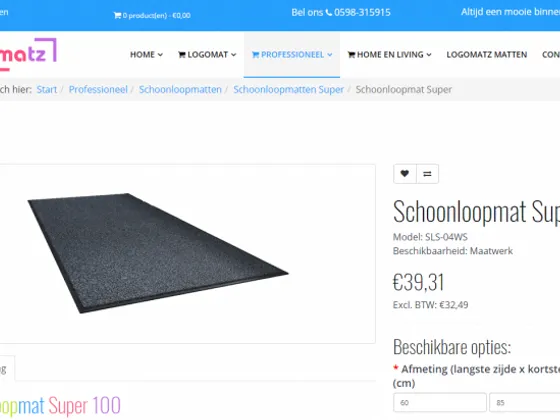 en
0 product(en) - €0,00
Bel ons 0598-315915
Altijd een mooie binnen
matz
HOME
LOGOMAT
PROFESSIONEEL
HOME EN LIVING
LOGOMATZ MATTEN
CON
ch hier: Start / Professioneel / Schoonloopmatten / Schoonloopmatten Super / Schoonloopmat Super
Schoonloopmat Sup
Model: SLS-04WS
Beschikbaarheid: Maatwerk
€39,31
Excl. BTW: €32,49
Beschikbare opties:
* Afmeting (langste zijde x kortste
(cm)
60
85
g
oopmat Super 100